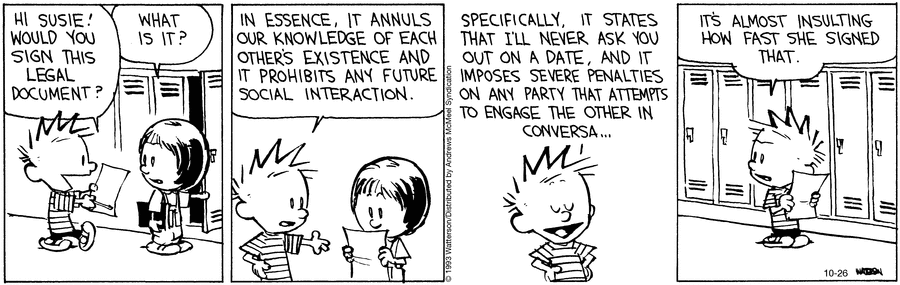 HI SUSIE!
WOULD YOU
SIGN THIS
LEGAL
DOCUMENT?
WHAT
IS IT?
IN ESSENCE, IT ANNULS
OUR KNOWLEDGE OF EACH
OTHER'S EXISTENCE AND
IT PROHIBITS ANY FUTURE
SOCIAL INTERACTION.
© 1993 Watterson/Distributed by Andrews McMeel Syndication
SPECIFICALLY, IT STATES
THAT I'LL NEVER ASK YOU
OUT ON A DATE, AND IT
IMPOSES SEVERE PENALTIES
ON ANY PARTY THAT ATTEMPTS
TO ENGAGE THE OTHER IN
CONVERSA...
IT'S ALMOST INSULTING
HOW FAST SHE SIGNED
THAT.
10-26